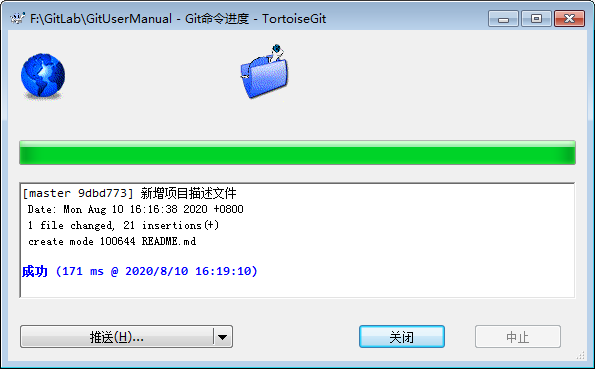 F:\GitLab\GitUserManual - Git命令进度 - TortoiseGit
[master 9dbd773] 新增项目描述文件
Date: Mon Aug 10 16:16:38 2020 +0800
1 file changed, 21 insertions(+)
create mode 100644 README.md
成功 (171 ms @ 2020/8/10 16:19:10)
推送(H)... 关闭 中止